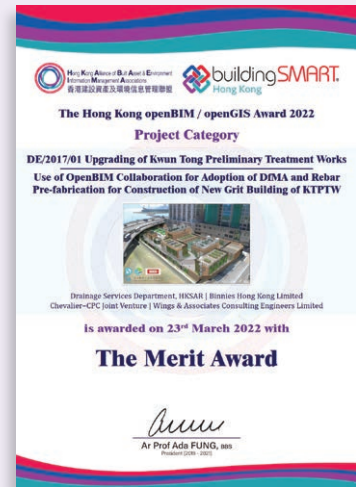 Hong Kong Alliance of Built Asset & Environment
Information Management Associations
香港建設資產及環境信息管理聯盟
buildingSMART®
Hong Kong
The Hong Kong openBIM / openGIS Award 2022
Project Category
DE/2017/01 Upgrading of Kwun Tong Preliminary Treatment Works
Use of OpenBIM Collaboration for Adoption of DfMA and Rebar
Pre-fabrication for Construction of New Grit Building of KTPTW
Drainage Services Department, HKSAR | Binnies Hong Kong Limited
Chevalier-CPC Joint Venture | Wings & Associates Consulting Engineers Limited
is awarded on 23rd March 2022 with
The Merit Award
Ar Prof Ada FUNG, BBS
President (2019 - 2021)